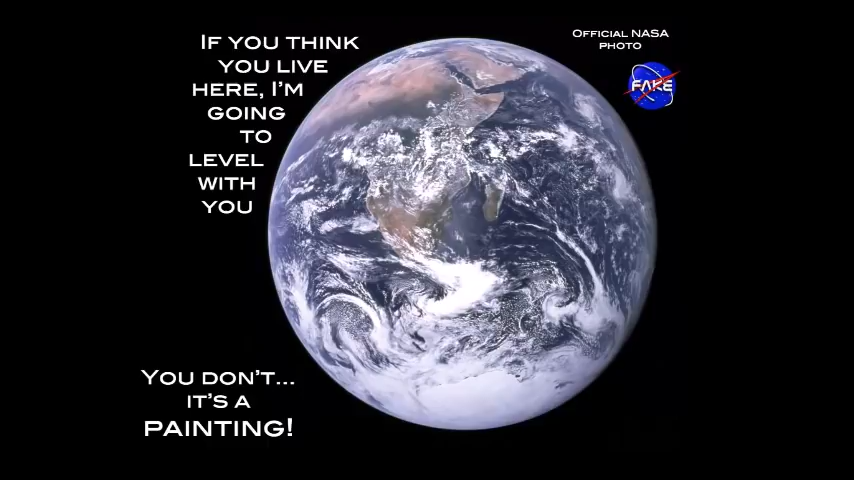 IF YOU THINK
YOU LIVE
HERE, I'M
GOING
TO
LEVEL
WITH
YOU
OFFICIAL NASA
PHOTO
FAKE
YOU DON'T...
IT'S A
PAINTING!